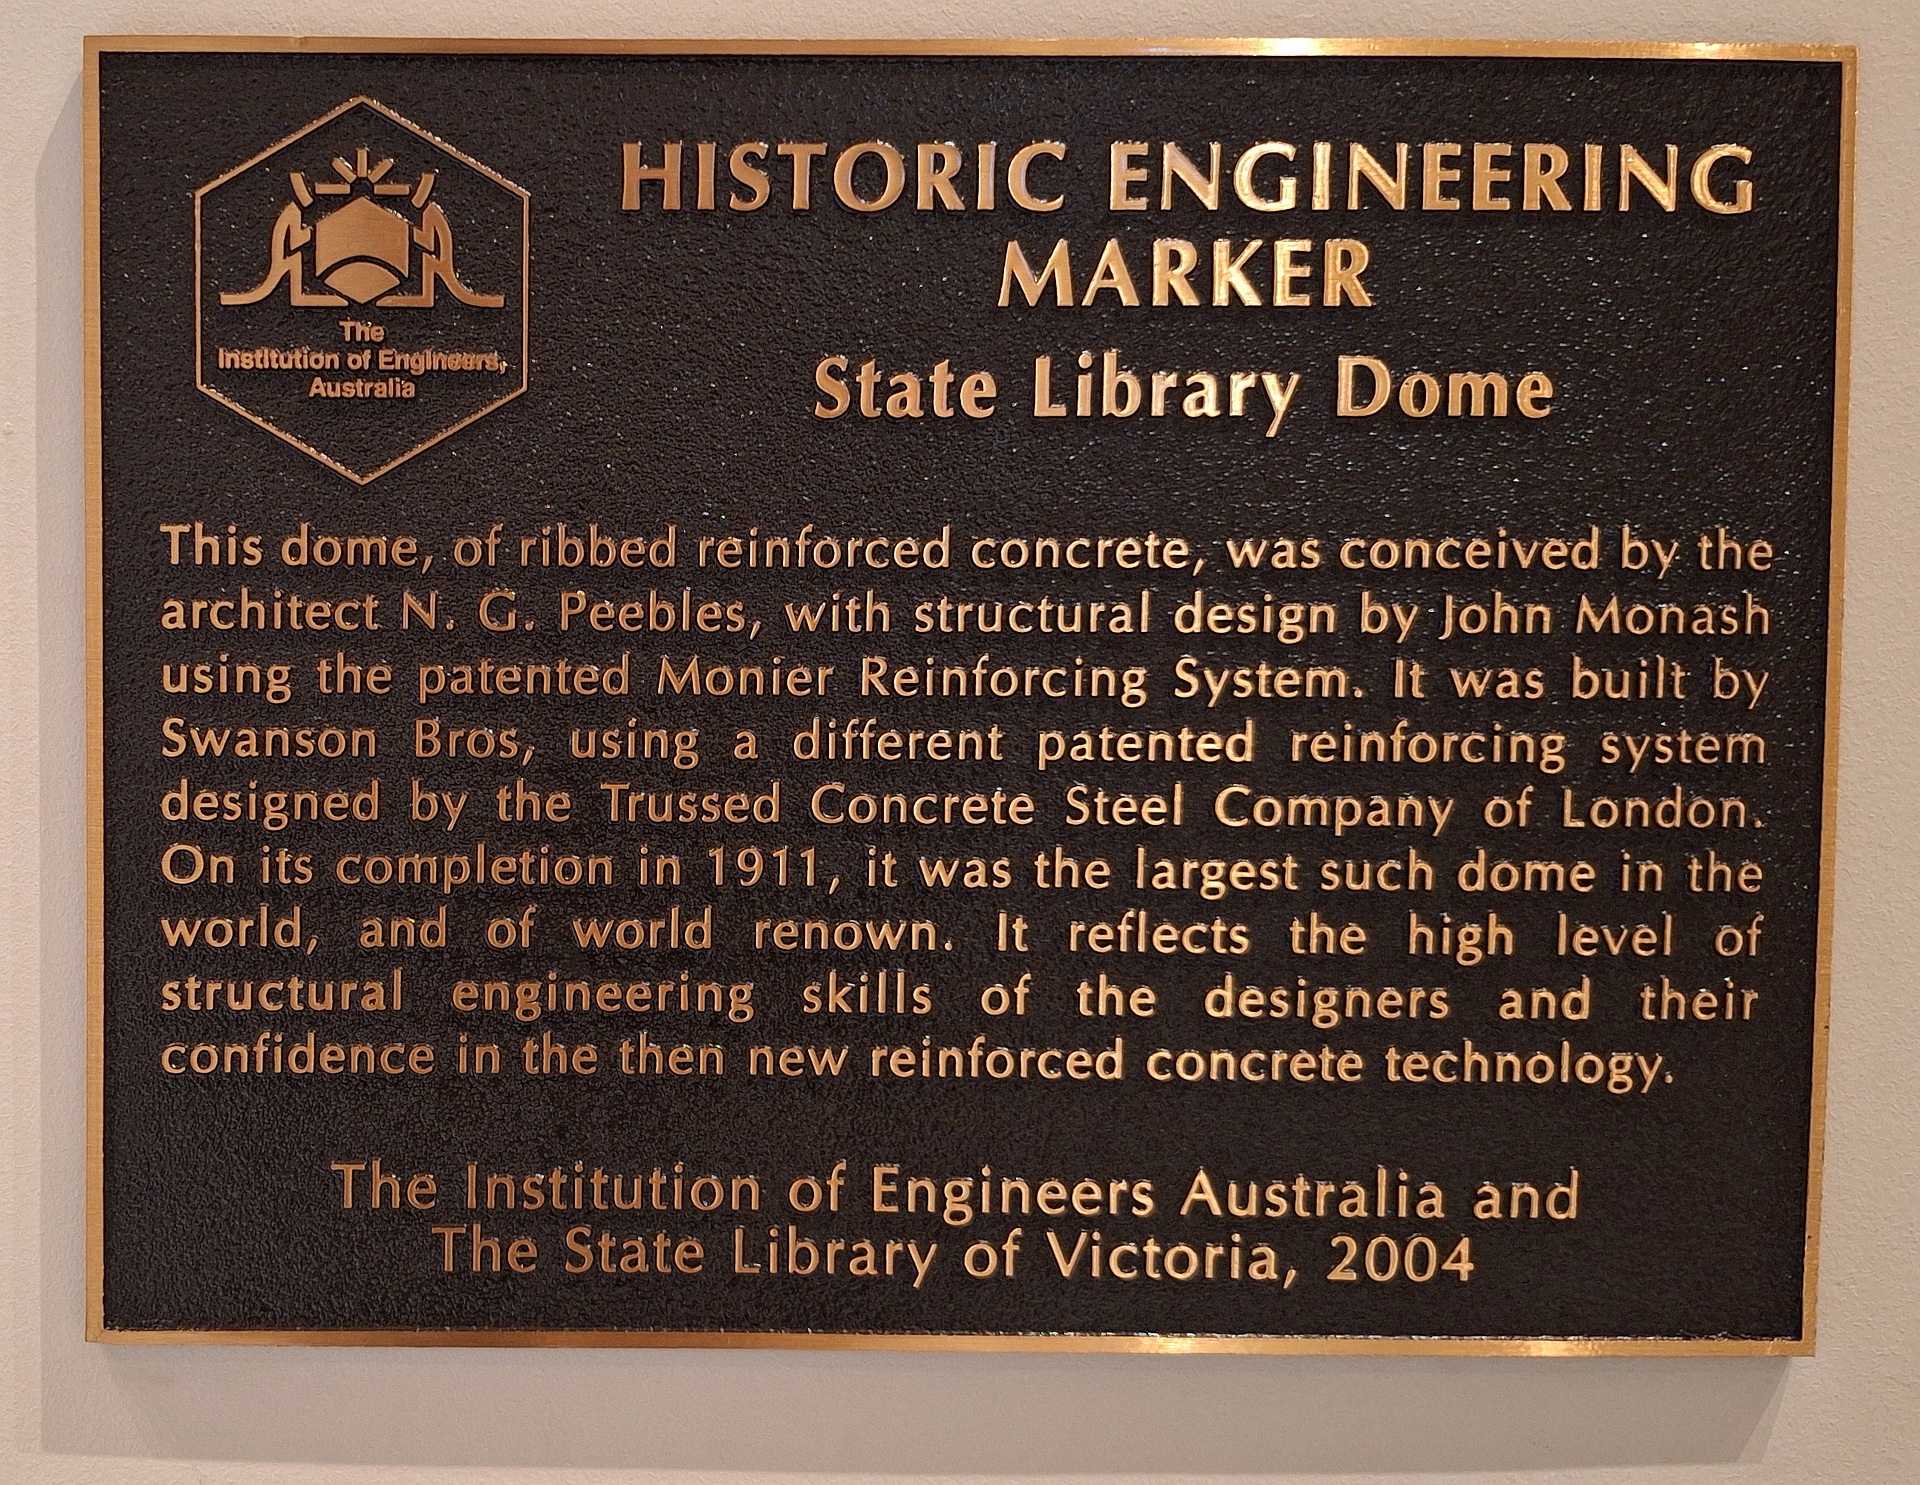 The
Institution of Engineers,
Australia
HISTORIC ENGINEERING
MARKER
State Library Dome
This dome, of ribbed reinforced concrete, was conceived by the
architect N. G. Peebles, with structural design by John Monash
using the patented Monier Reinforcing System. It was built by
Swanson Bros, using a different patented reinforcing system
designed by the Trussed Concrete Steel Company of London.
On its completion in 1911, it was the largest such dome in the
world, and of world renown. It reflects the high level of
structural engineering skills of the designers and their
confidence in the then new reinforced concrete technology.
The Institution of Engineers Australia and
The State Library of Victoria, 2004